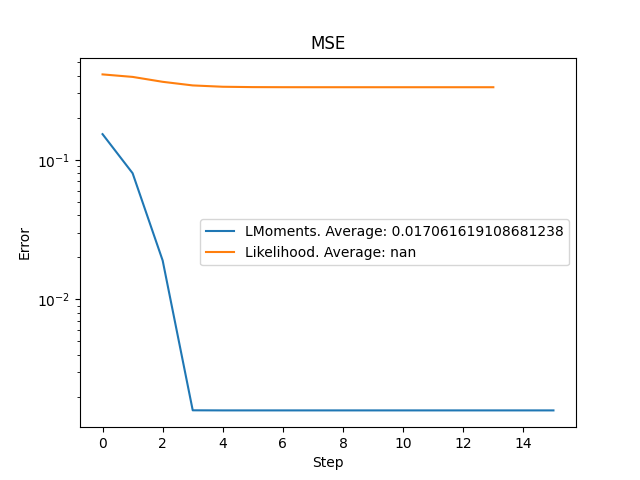 MSE
Error
10⁻¹
10⁻²
LMoments. Average: 0.017061619108681238
Likelihood. Average: nan
0 2 4 6 8 10 12 14
Step